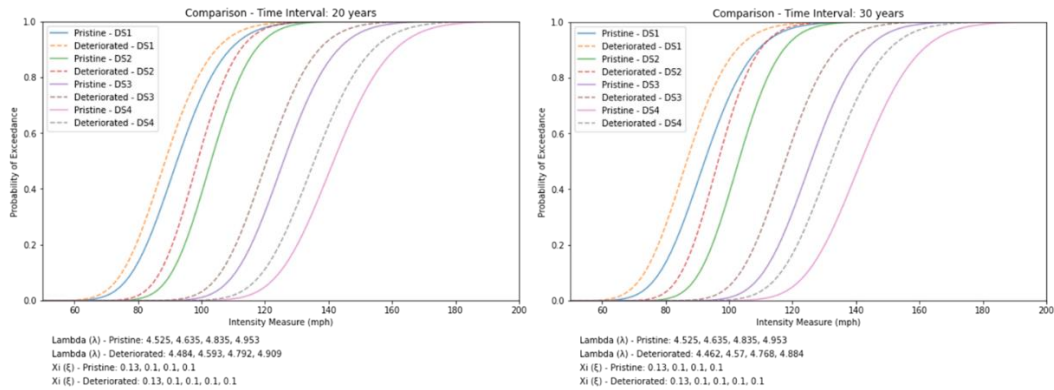 Comparison - Time Interval: 20 years
Pristine - DS1
Deteriorated - DS1
Pristine - DS2
Deteriorated - DS2
Pristine - DS3
Deteriorated - DS3
Pristine - DS4
Deteriorated - DS4
Probability of Exceedance
1.0
0.8
0.6
0.4
0.2
0.0
60 80 100 120 140 160 180 200
Intensity Measure (mph)
Lambda (λ) - Pristine: 4.525, 4.635, 4.835, 4.953
Lambda (λ) - Deteriorated: 4.484, 4.593, 4.792, 4.909
Xi (ξ) - Pristine: 0.13, 0.1, 0.1, 0.1
Xi (ξ) - Deteriorated: 0.13, 0.1, 0.1, 0.1, 0.1
Comparison - Time Interval: 30 years
Pristine - DS1
Deteriorated - DS1
Pristine - DS2
Deteriorated - DS2
Pristine - DS3
Deteriorated - DS3
Pristine - DS4
Deteriorated - DS4
Probability of Exceedance
1.0
0.8
0.6
0.4
0.2
0.0
60 80 100 120 140 160 180 200
Intensity Measure (mph)
Lambda (λ) - Pristine: 4.525, 4.635, 4.835, 4.953
Lambda (λ) - Deteriorated: 4.462, 4.57, 4.768, 4.884
Xi (ξ) - Pristine: 0.13, 0.1, 0.1, 0.1
Xi (ξ) - Deteriorated: 0.13, 0.1, 0.1, 0.1, 0.1